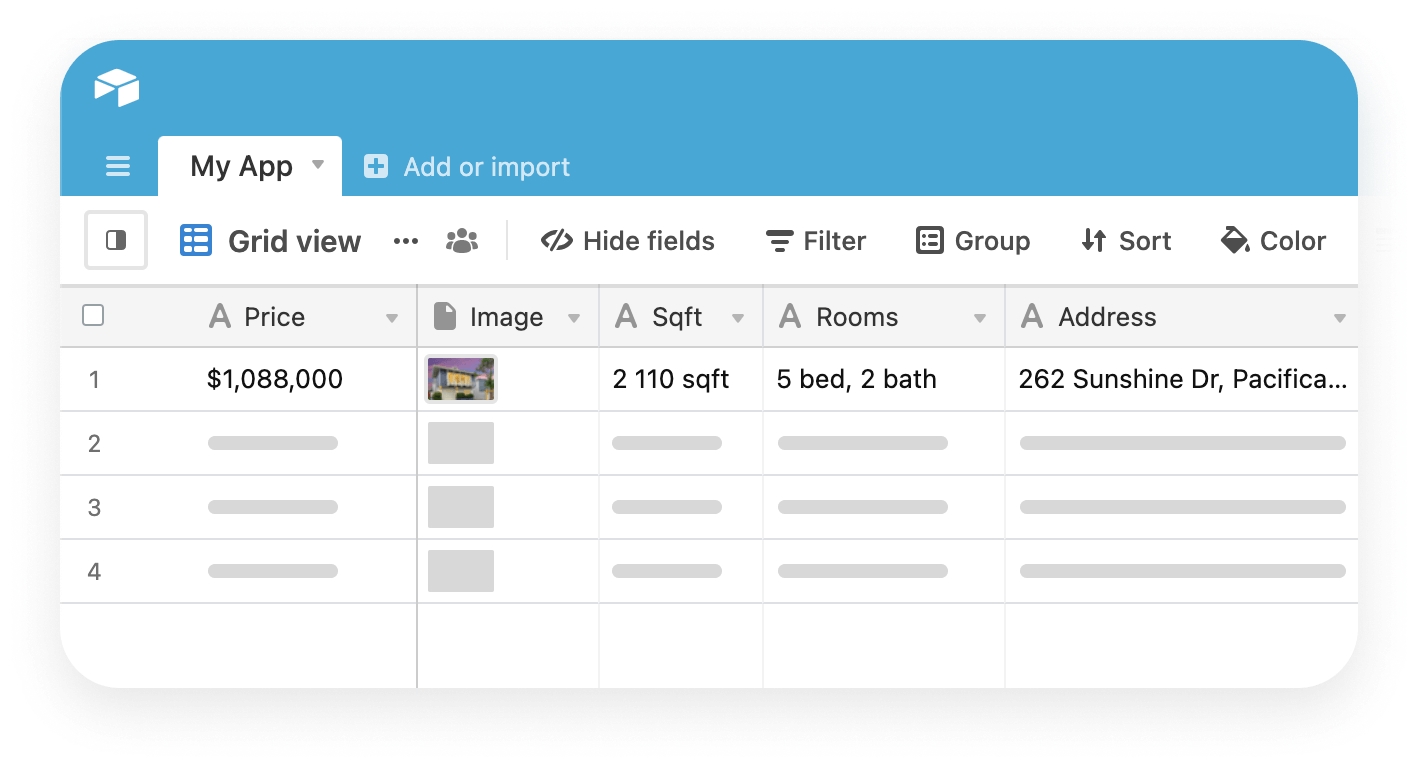 My App
Add or import
Grid view
Hide fields
Filter
Group
Sort
Color
A Price
Image
A Sqft
A Rooms
A Address
1 $1,088,000 2 110 sqft 5 bed, 2 bath 262 Sunshine Dr, Pacifica...
2
3
4